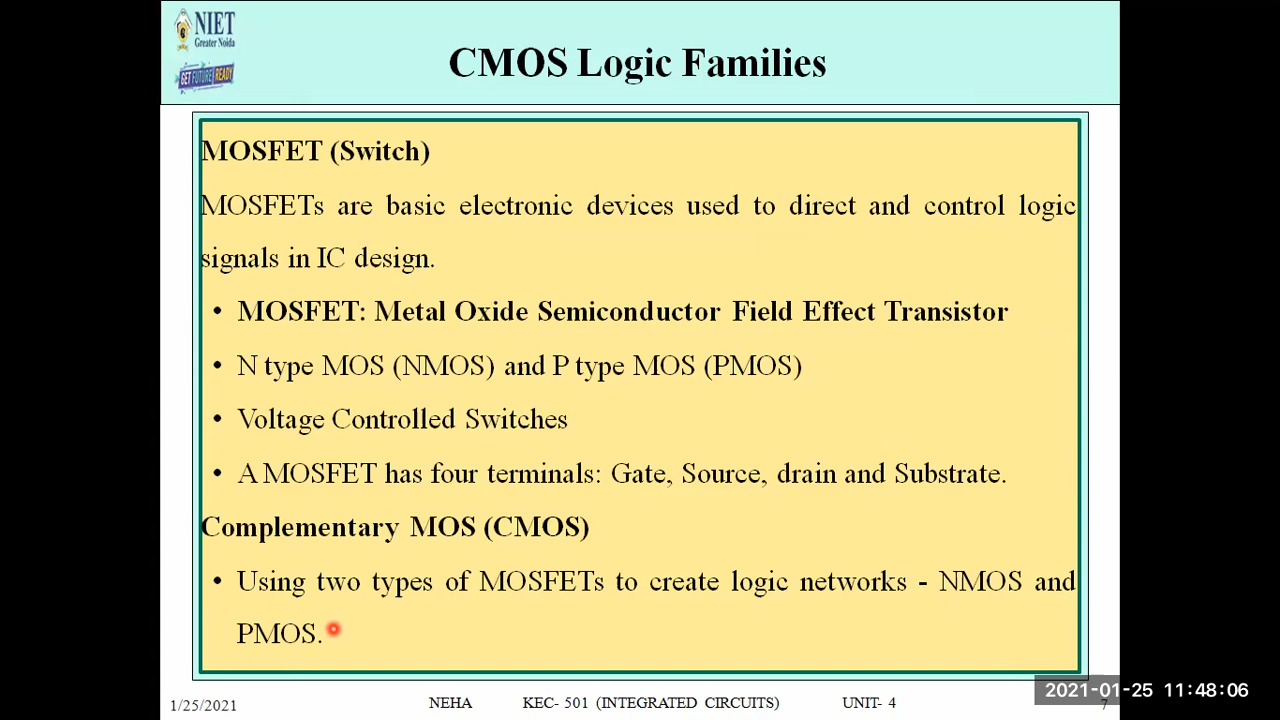 NIET
Greater Noida
GET FUTURE READY
CMOS Logic Families
MOSFET (Switch)
MOSFETs are basic electronic devices used to direct and control logic
signals in IC design.
• MOSFET: Metal Oxide Semiconductor Field Effect Transistor
• N type MOS (NMOS) and P type MOS (PMOS)
• Voltage Controlled Switches
• A MOSFET has four terminals: Gate, Source, drain and Substrate.
Complementary MOS (CMOS)
• Using two types of MOSFETs to create logic networks - NMOS and
PMOS.
1/25/2021 NEHA KEC- 501 (INTEGRATED CIRCUITS) UNIT- 4 7
2021-01-25 11:48:06